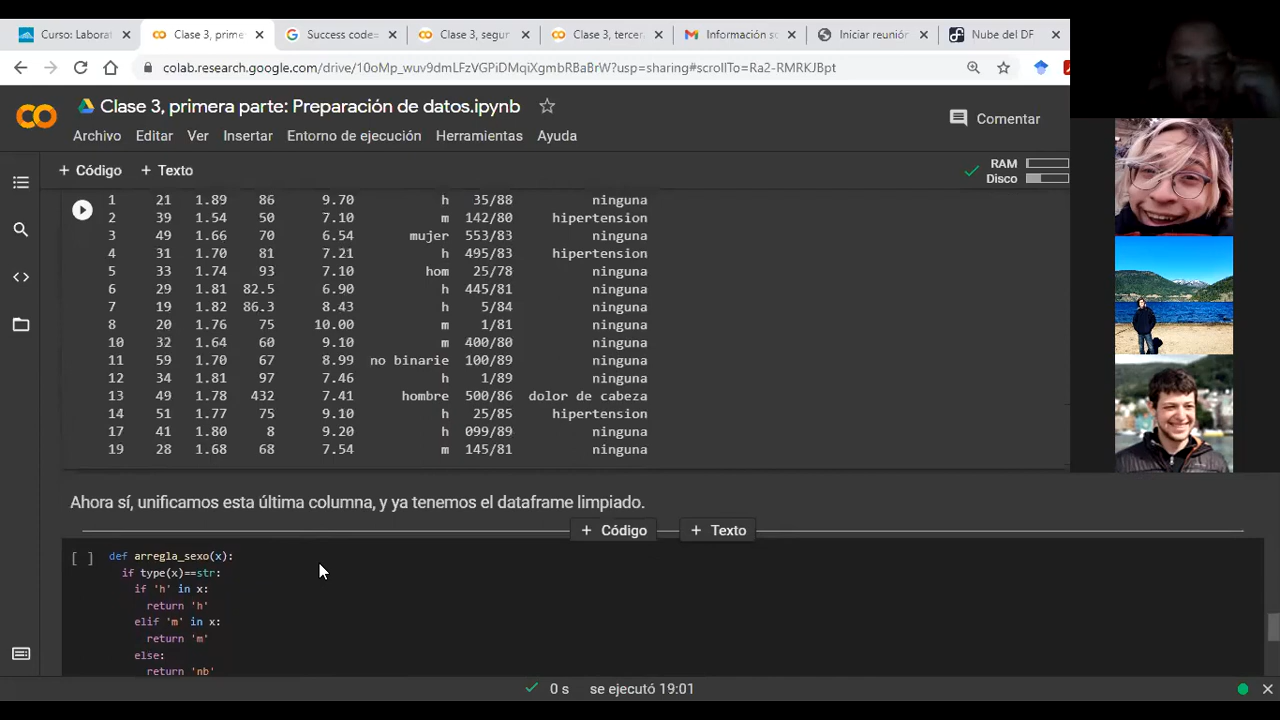 Curso: Laborat
Clase 3, prime
Success code=
Clase 3, segur
Clase 3, tercer
Información so
Iniciar reunión
Nube del DF
colab.research.google.com/drive/10oMp_wuv9dmLFzVGPiDMqiXgmbRBaBrW?usp=sharing#scrollTo=Ra2-RMRKJBpt
Clase 3, primera parte: Preparación de datos.ipynb
Comentar
Archivo Editar Ver Insertar Entorno de ejecución Herramientas Ayuda
+ Código + Texto
RAM
Disco
1 21 1.89 86 9.70 h 35/88 ninguna
2 39 1.54 50 7.10 m 142/80 hipertension
3 49 1.66 70 6.54 mujer 553/83 ninguna
4 31 1.70 81 7.21 h 495/83 hipertension
5 33 1.74 93 7.10 hom 25/78 ninguna
6 29 1.81 82.5 6.90 h 445/81 ninguna
7 19 1.82 86.3 8.43 h 5/84 ninguna
8 20 1.76 75 10.00 m 1/81 ninguna
10 32 1.64 60 9.10 m 400/80 ninguna
11 59 1.70 67 8.99 no binarie 100/89 ninguna
12 34 1.81 97 7.46 h 1/89 ninguna
13 49 1.78 432 7.41 hombre 500/86 dolor de cabeza
14 51 1.77 75 9.10 h 25/85 hipertension
17 41 1.80 8 9.20 h 099/89 ninguna
19 28 1.68 68 7.54 m 145/81 ninguna
Ahora sí, unificamos esta última columna, y ya tenemos el dataframe limpiado.
+ Código + Texto
[ ] def arregla_sexo(x):
if type(x)==str:
if 'h' in x:
return 'h'
elif 'm' in x:
return 'm'
else:
return 'nb'
0 s se ejecutó 19:01